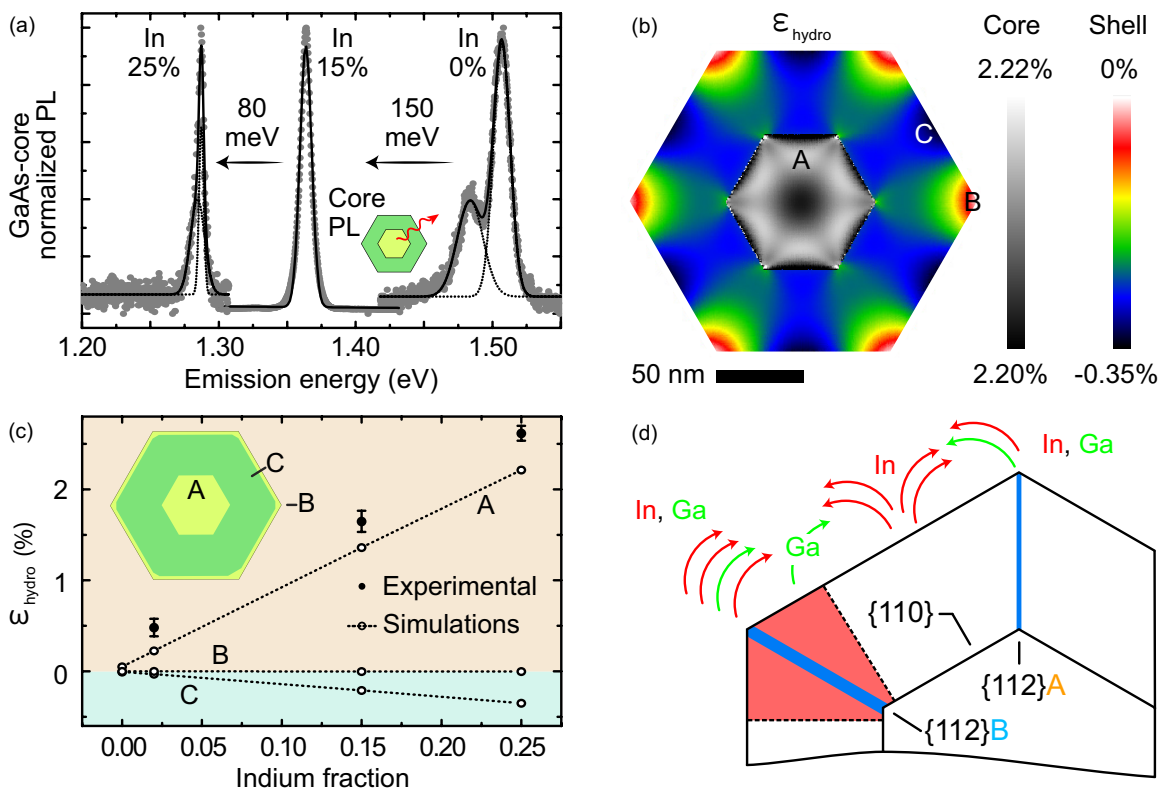 (a)
In
25%
In
15%
In
0%
80
meV
150
meV
Core
PL
GaAs-core
normalized PL
1.20 1.30 1.40 1.50
Emission energy (eV)
(b)
ε hydro
Core Shell
2.22% 0%
A
B
C
50 nm
2.20% -0.35%
(c)
A
B
C
A
B
C
Experimental
Simulations
ε hydro (%)
2
1
0
0.00 0.05 0.10 0.15 0.20 0.25
Indium fraction
(d)
In, Ga
In
In, Ga
Ga
{110}
{112}A
{112}B